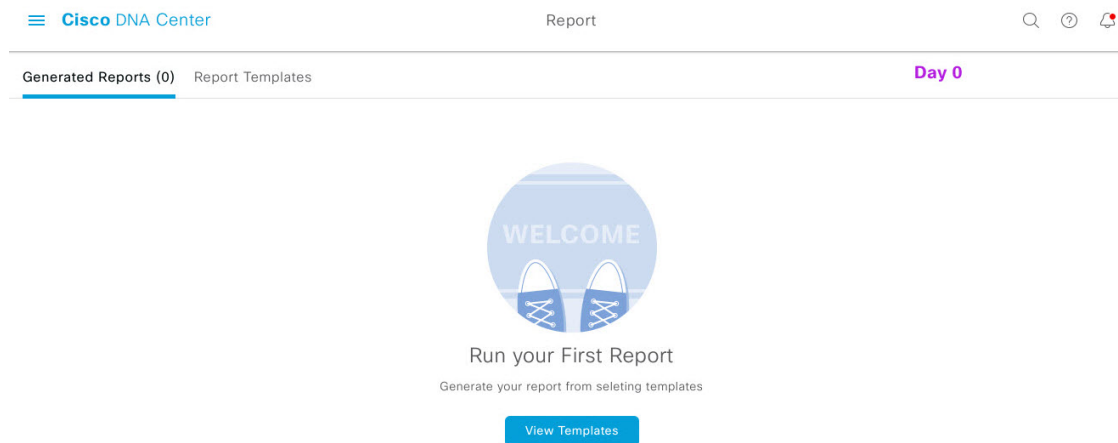 Cisco DNA Center
Report
Generated Reports (0)
Report Templates
Day 0
WELCOME
Run your First Report
Generate your report from seleting templates
View Templates